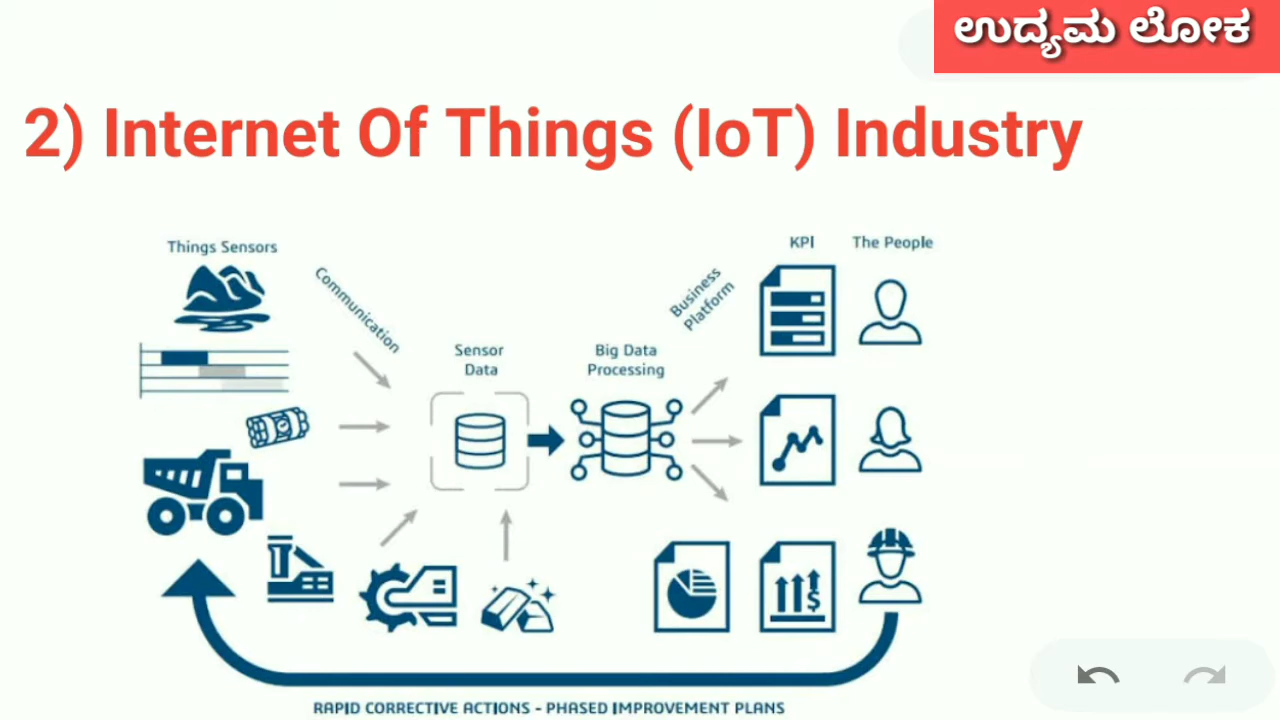 ಉದ್ಯಮ ಲೋಕ
2) Internet Of Things (IoT) Industry
Things Sensors
Communication
Sensor
Data
Big Data
Processing
Business
Platform
KPI
The People
RAPID CORRECTIVE ACTIONS - PHASED IMPROVEMENT PLANS